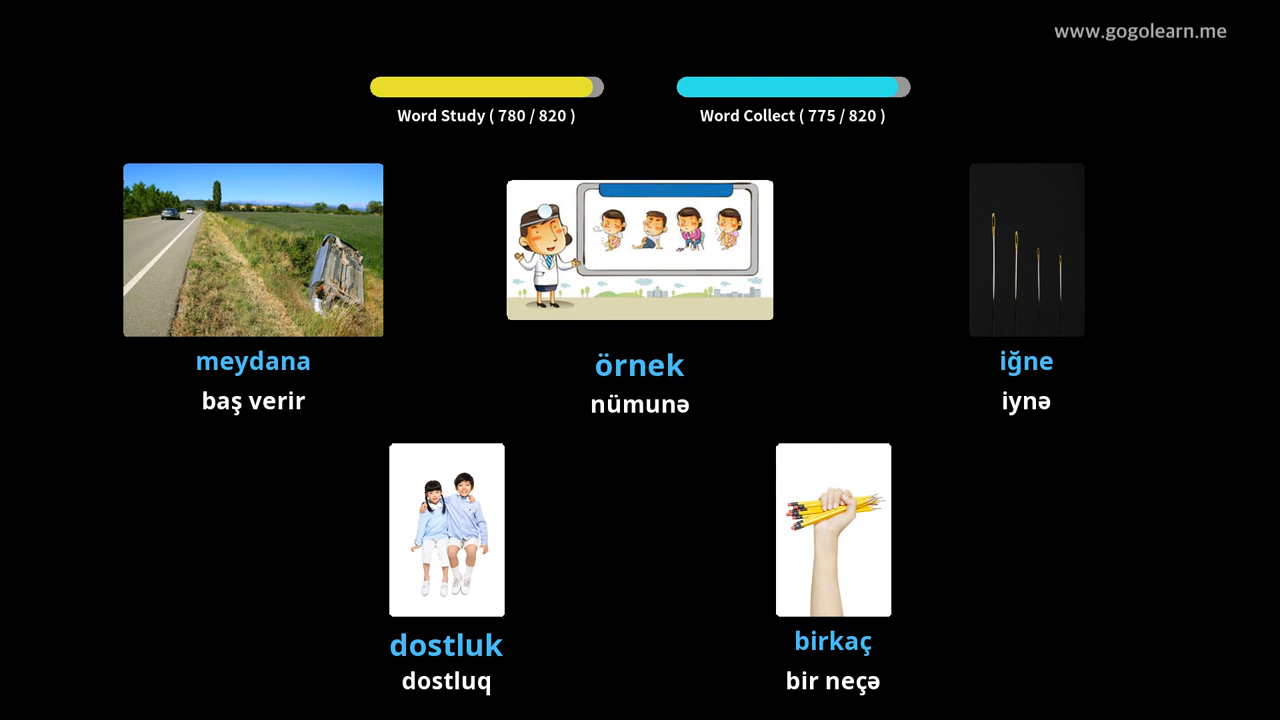 www.gogolearn.me
Word Study ( 780 / 820 )
Word Collect ( 775 / 820 )
meydana
baş verir
örnek
nümunə
iğne
iynə
dostluk
dostluq
birkaç
bir neçə